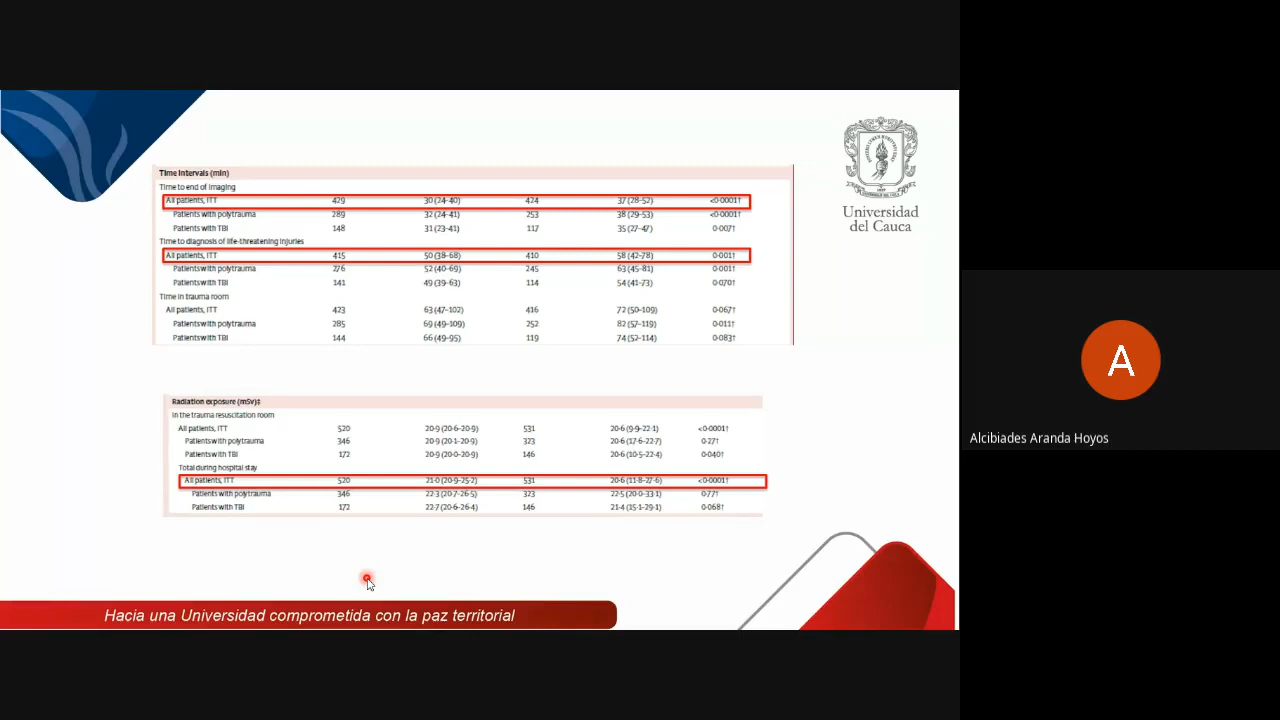 Universidad
del Cauca
Time intervals (min)
Time to end of imaging
All patients, ITT 429 30 (24-40) 424 37 (28-52) <0·0001†
Patients with polytrauma 289 32 (24-41) 253 38 (29-53) <0·0001†
Patients with TBI 148 31 (23-41) 117 35 (27-47) 0·007†
Time to diagnosis of life-threatening injuries
All patients, ITT 415 50 (38-68) 410 58 (42-78) 0·001†
Patients with polytrauma 276 52 (40-69) 245 63 (45-81) 0·001†
Patients with TBI 141 49 (39-63) 114 54 (41-73) 0·070†
Time in trauma room
All patients, ITT 423 63 (47-102) 416 72 (50-109) 0·067†
Patients with polytrauma 285 69 (49-109) 252 82 (57-119) 0·011†
Patients with TBI 144 66 (49-95) 119 74 (52-114) 0·083†
Radiation exposure (mSv)‡
In the trauma resuscitation room
All patients, ITT 520 20·9 (20·6-20·9) 531 20·6 (9·9-22·1) <0·0001†
Patients with polytrauma 346 20·9 (20·1-20·9) 323 20·6 (17·6-22·7) 0·27†
Patients with TBI 172 20·9 (20·0-20·9) 146 20·6 (10·5-22·4) 0·040†
Total during hospital stay
All patients, ITT 520 21·0 (20·9-25·2) 531 20·6 (11·8-27·6) <0·0001†
Patients with polytrauma 346 22·3 (20·7-26·5) 323 22·5 (20·0-33·1) 0·77†
Patients with TBI 172 22·7 (20·6-26·4) 146 21·4 (15·1-29·1) 0·068†
Hacia una Universidad comprometida con la paz territorial
A
Alcibiades Aranda Hoyos